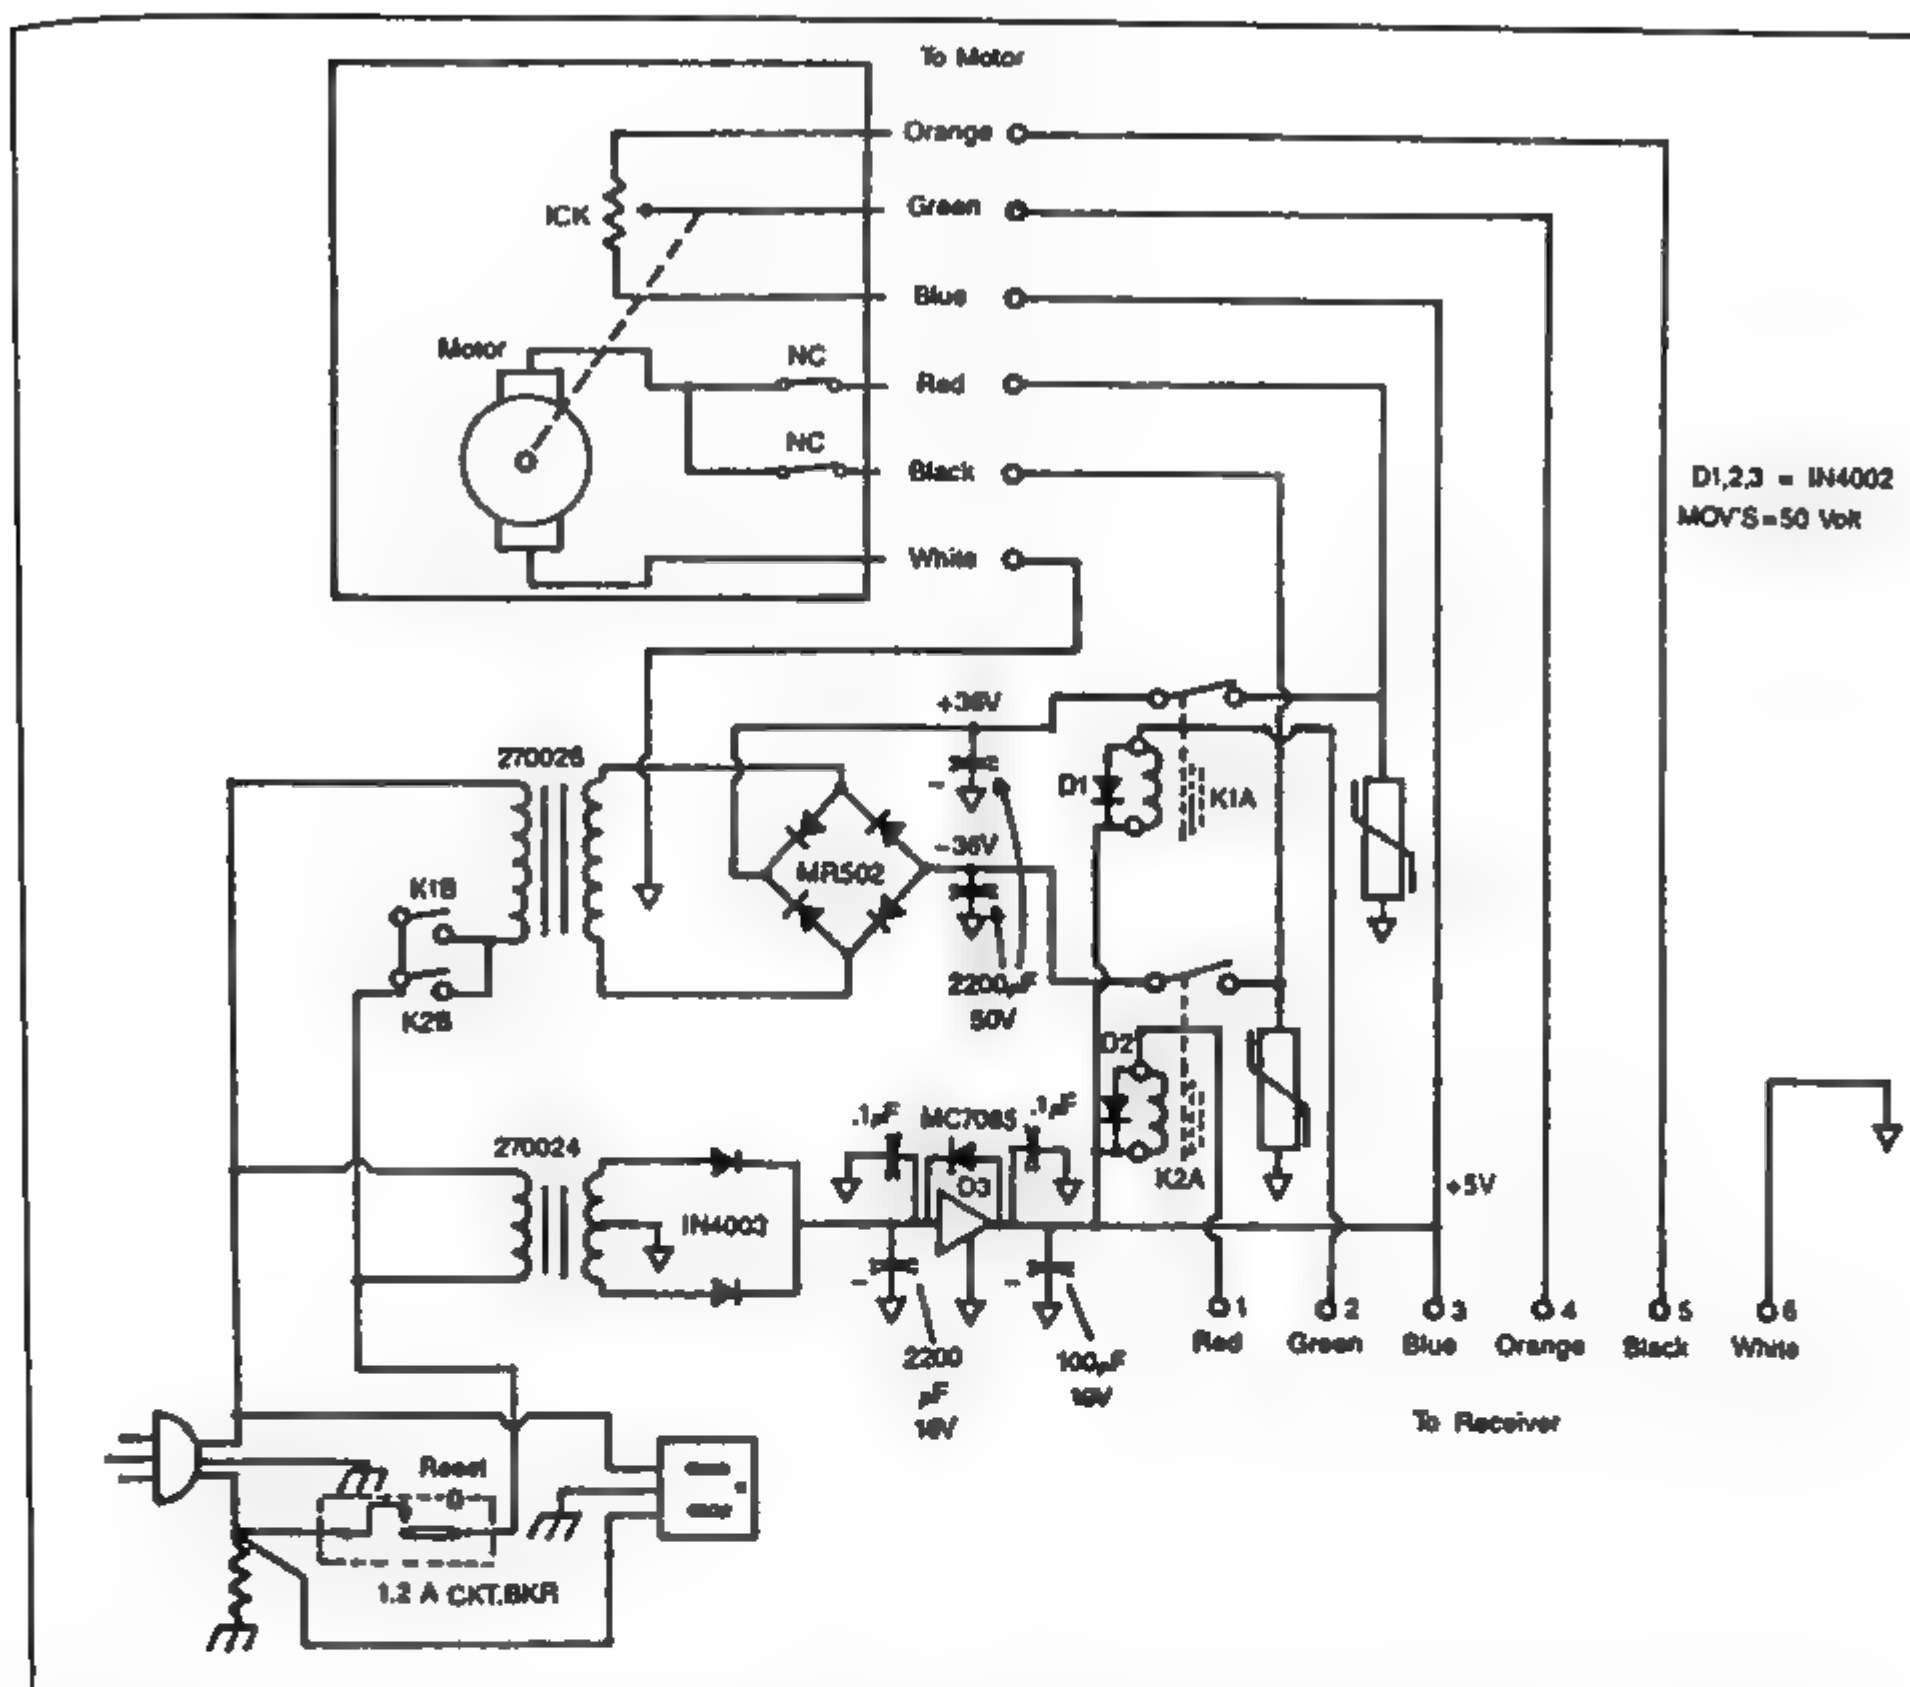 To Motor
Orange
ICK
Green
Blue
Motor
NC
Red
NC
Black
D1,2,3 = IN4002
MOV'S=50 Volt
White
+36V
270026
D1
K1A
-36V
MR502
K1B
2200µF
50V
K2B
D2
.1µF
.1µF
270024
K2A
+5V
D3
IN4003
1
2
3
4
5
6
Red
Green
Blue
Orange
Black
White
2200
µF
100µF
To Receiver
Reset
1.2 A CKT.BKR